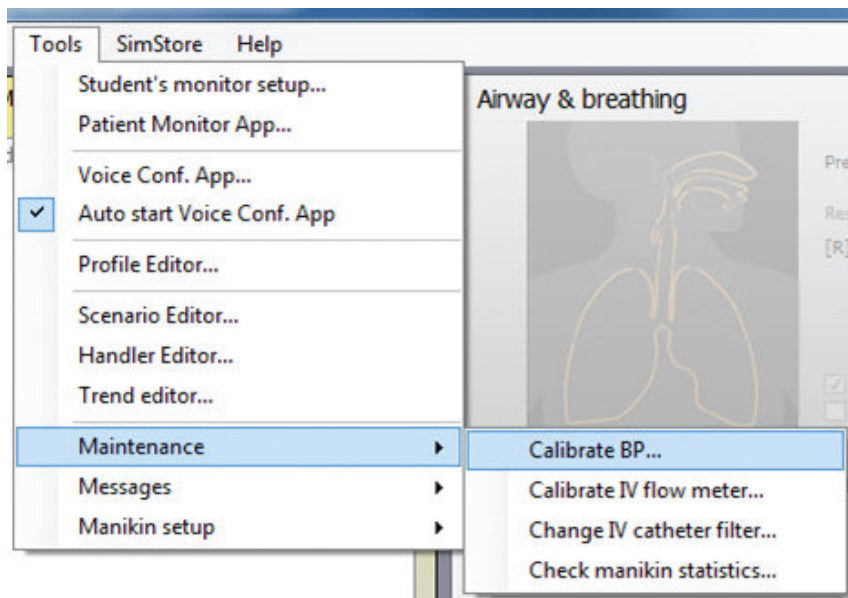 Tools SimStore Help
Student's monitor setup...
Patient Monitor App...
Voice Conf. App...
Auto start Voice Conf. App
Profile Editor...
Scenario Editor...
Handler Editor...
Trend editor...
Maintenance
Messages
Manikin setup
Airway & breathing
[R]
Calibrate BP...
Calibrate IV flow meter...
Change IV catheter filter...
Check manikin statistics...